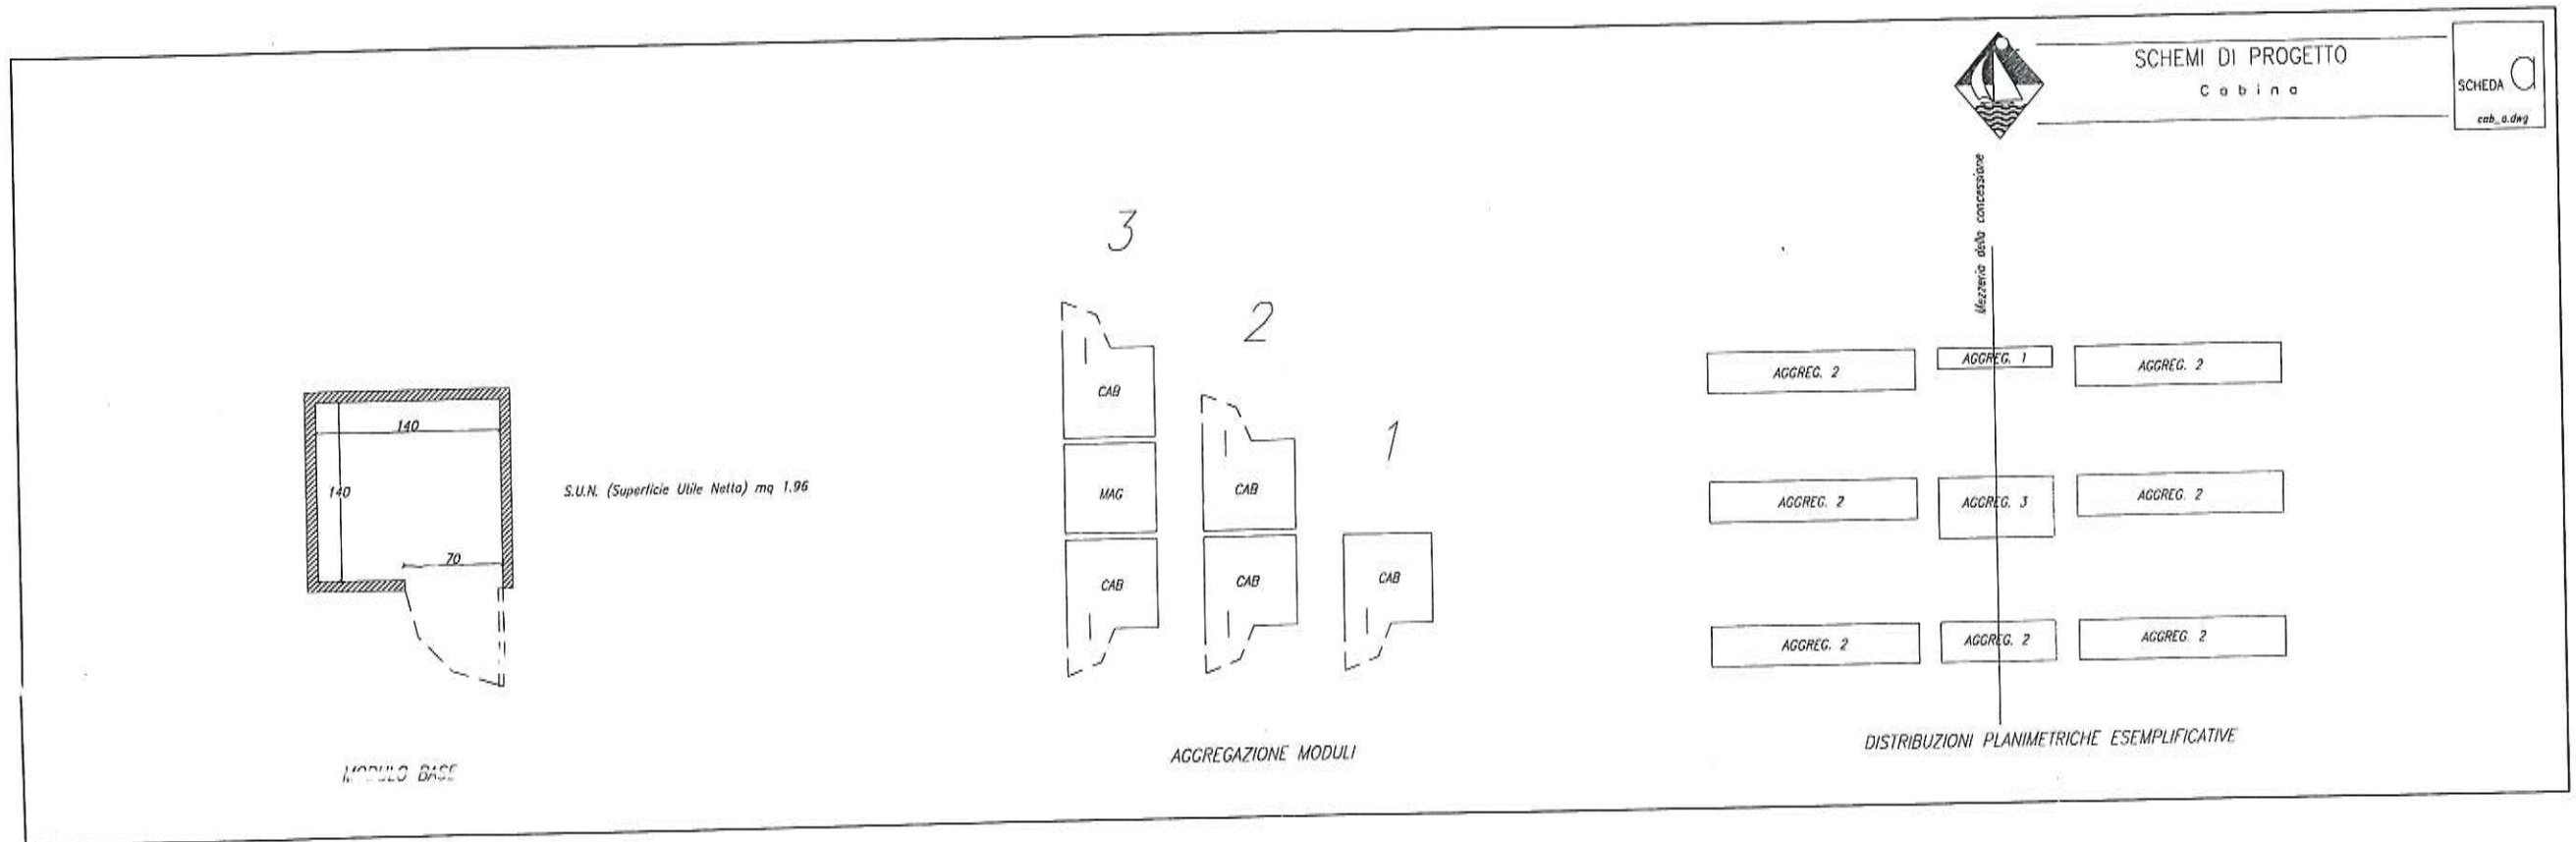 SCHEMI DI PROGETTO
Cabina
SCHEDA a
cab_a.dwg
140
140
70
S.U.N. (Superficie Utile Netta) mq 1.96
MODULO BASE
3
CAB
MAG
CAB
2
CAB
CAB
1
CAB
AGGREGAZIONE MODULI
Mezzeria della concessione
AGGREG. 2
AGGREG. 1
AGGREG. 2
AGGREG. 2
AGGREG. 3
AGGREG. 2
AGGREG. 2
AGGREG. 2
AGGREG. 2
DISTRIBUZIONI PLANIMETRICHE ESEMPLIFICATIVE